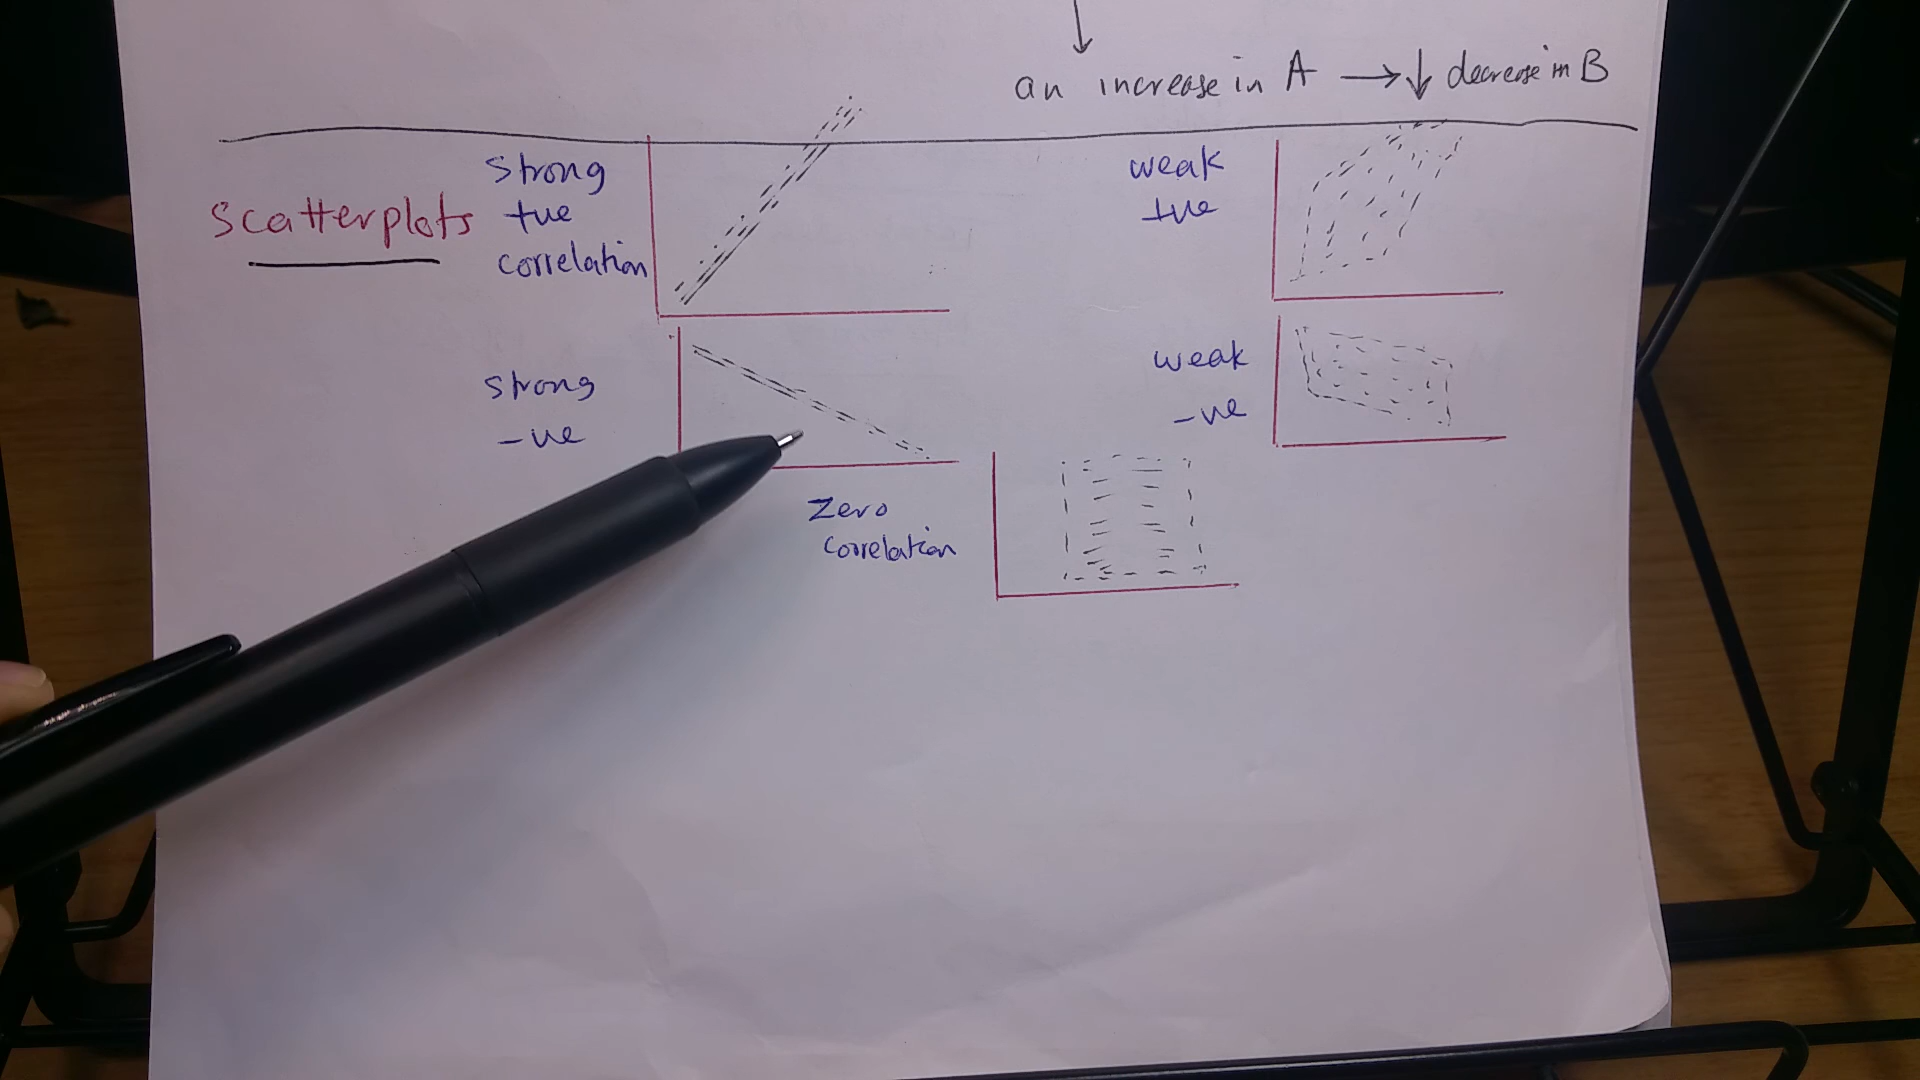 an increase in A → ↓ decrease in B
Scatterplots
strong
+ve
correlation
weak
+ve
strong
-ve
weak
-ve
Zero
correlation